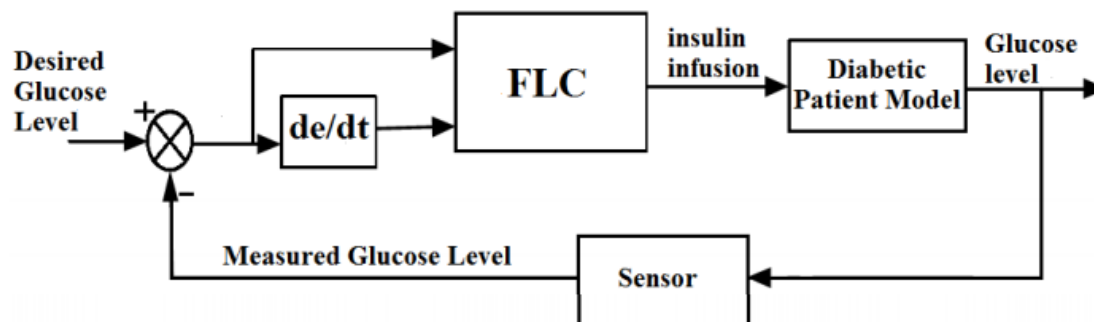 Desired
Glucose
Level
+
-
de/dt
FLC
insulin
infusion
Diabetic
Patient Model
Glucose
level
Measured Glucose Level
Sensor